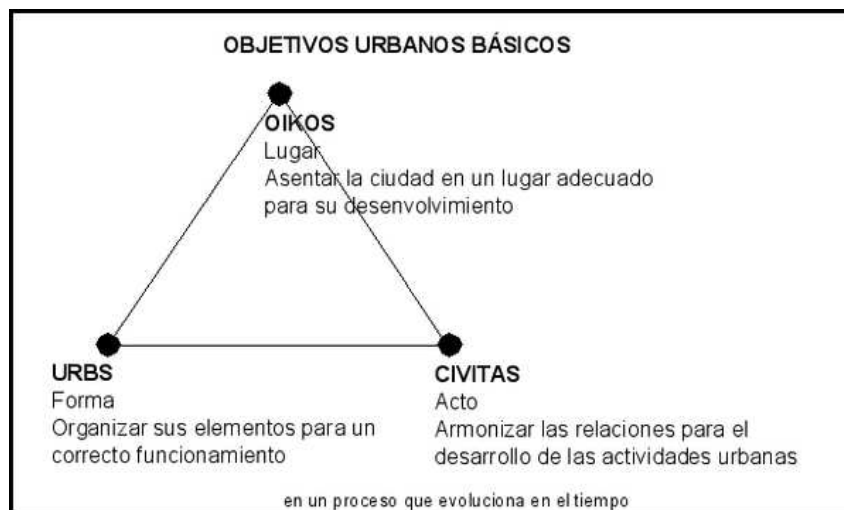 OBJETIVOS URBANOS BÁSICOS
OIKOS
Lugar
Asentar la ciudad en un lugar adecuado
para su desenvolvimiento
URBS
Forma
Organizar sus elementos para un
correcto funcionamiento
CIVITAS
Acto
Armonizar las relaciones para el
desarrollo de las actividades urbanas
en un proceso que evoluciona en el tiempo